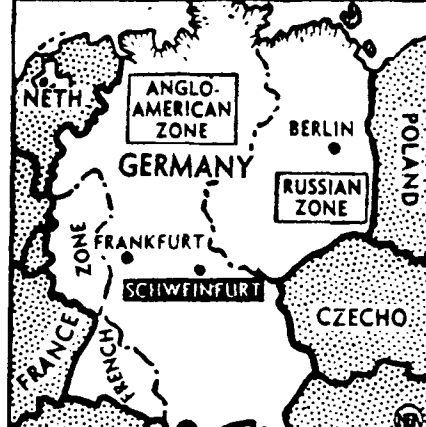 NETH.
ANGLO-
AMERICAN
ZONE
BERLIN
POLAND
GERMANY
RUSSIAN
ZONE
ZONE
FRANKFURT
SCHWEINFURT
CZECHO.
FRANCE
FRENCH